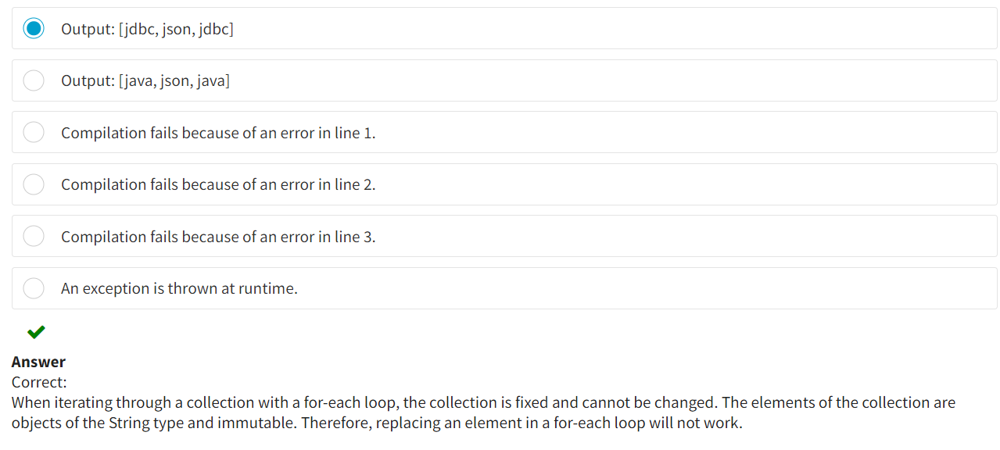 Output: [jdbc, json, jdbc]
Output: [java, json, java]
Compilation fails because of an error in line 1.
Compilation fails because of an error in line 2.
Compilation fails because of an error in line 3.
An exception is thrown at runtime.
Answer
Correct:
When iterating through a collection with a for-each loop, the collection is fixed and cannot be changed. The elements of the collection are
objects of the String type and immutable. Therefore, replacing an element in a for-each loop will not work.